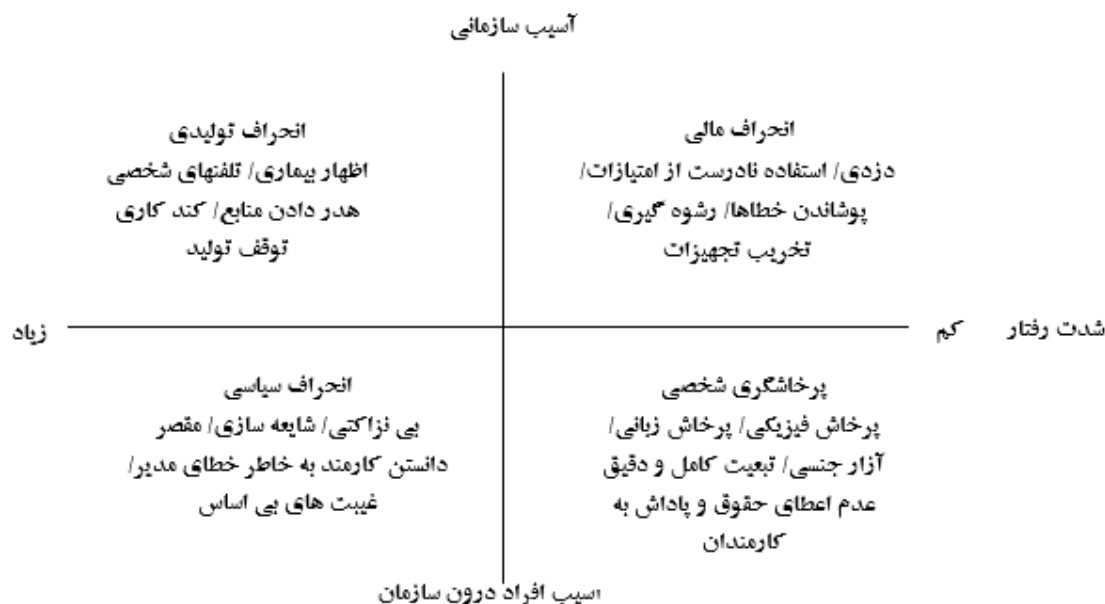 آسیب سازمانی
انحراف مالی
دزدی/ استفاده نادرست از امتیازات/
پوشاندن خطاها/ رشوه گیری/
تخریب تجهیزات
انحراف تولیدی
اظهار بیماری/ تلفنهای شخصی
هدر دادن منابع/ کند کاری
توقف تولید
شدت رفتار
کم
زیاد
پرخاشگری شخصی
پرخاش فیزیکی/ پرخاش زبانی/
آزار جنسی/ تبعیت کامل و دقیق
عدم اعطای حقوق و پاداش به
کارمندان
انحراف سیاسی
بی نزاکتی/ شایعه سازی/ مقصر
دانستن کارمند به خاطر خطای مدیر/
غیبت های بی اساس
اسیب افراد درون سازمان